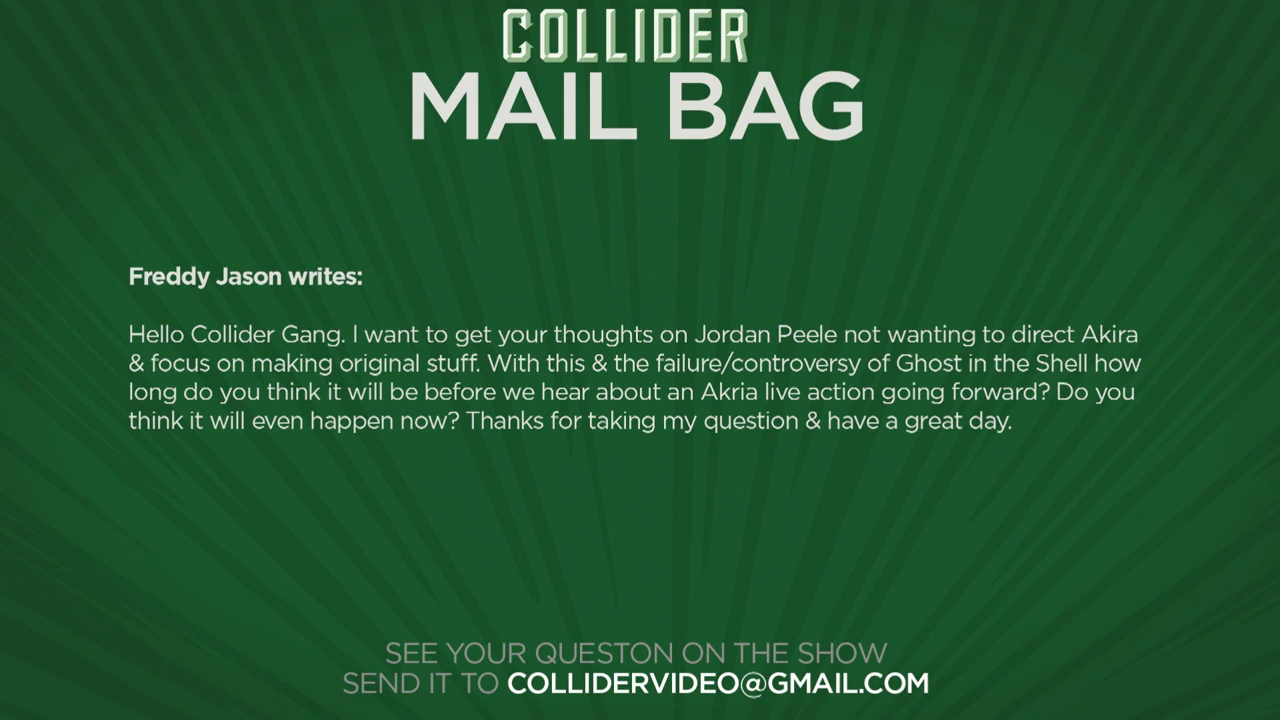 COLLIDER
MAIL BAG
Freddy Jason writes:
Hello Collider Gang. I want to get your thoughts on Jordan Peele not wanting to direct Akira
& focus on making original stuff. With this & the failure/controversy of Ghost in the Shell how
long do you think it will be before we hear about an Akria live action going forward? Do you
think it will even happen now? Thanks for taking my question & have a great day.
SEE YOUR QUESTON ON THE SHOW
SEND IT TO COLLIDERVIDEO@GMAIL.COM